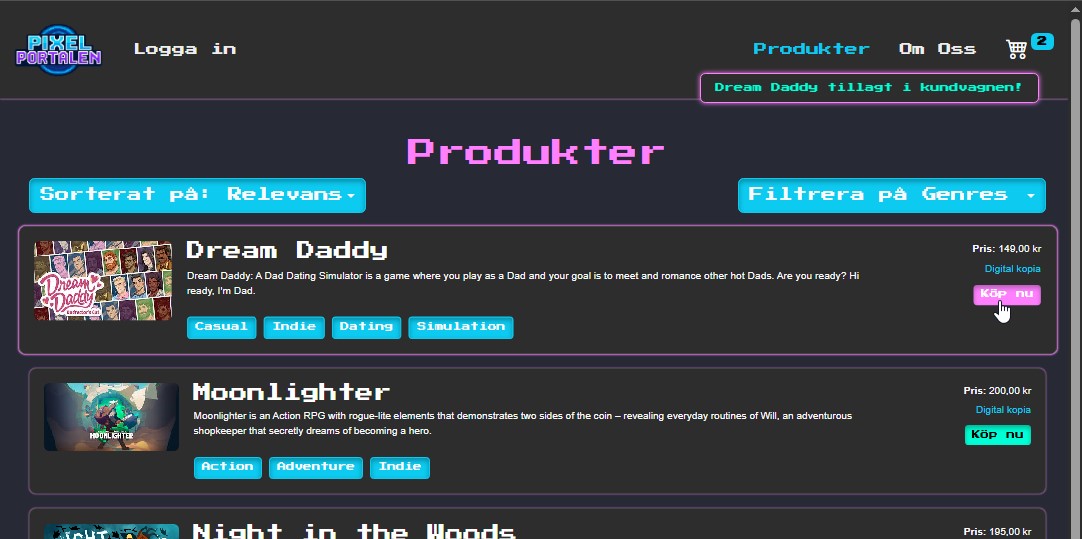 PIXEL
PORTALEN
Logga in
Produkter
Om Oss
2
Dream Daddy tillagt i kundvagnen!
Produkter
Sorterat på: Relevans
Filtrera på Genres
Dream Daddy
Dream Daddy
Dream Daddy: A Dad Dating Simulator is a game where you play as a Dad and your goal is to meet and romance other hot Dads. Are you ready? Hi
ready, I'm Dad.
Casual
Indie
Dating
Simulation
Pris: 149,00 kr
Digital kopia
Köp nu
MOONLIGHTER
Moonlighter
Moonlighter is an Action RPG with rogue-lite elements that demonstrates two sides of the coin – revealing everyday routines of Will, an adventurous
shopkeeper that secretly dreams of becoming a hero.
Action
Adventure
Indie
Pris: 200,00 kr
Digital kopia
Köp nu
Night in the Woods
Pris: 195,00 kr